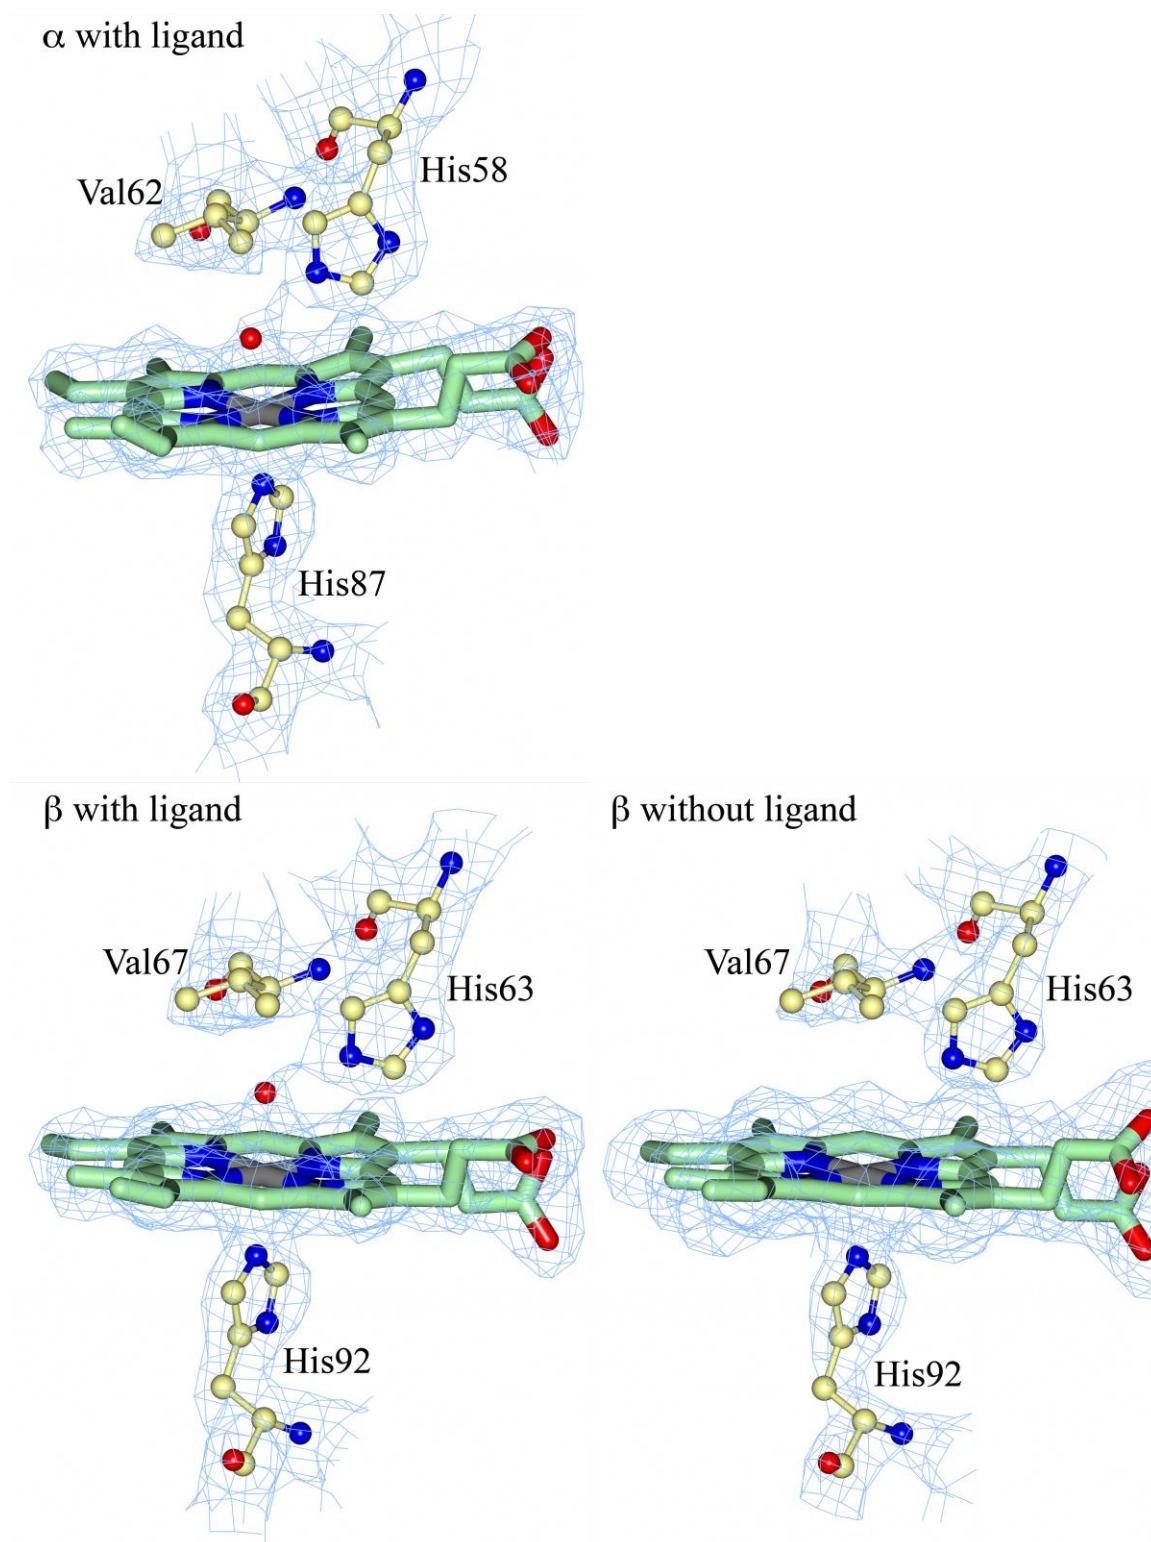 α with ligand
His58
Val62
His87
β with ligand
β without ligand
Val67
His63
Val67
His63
His92
His92